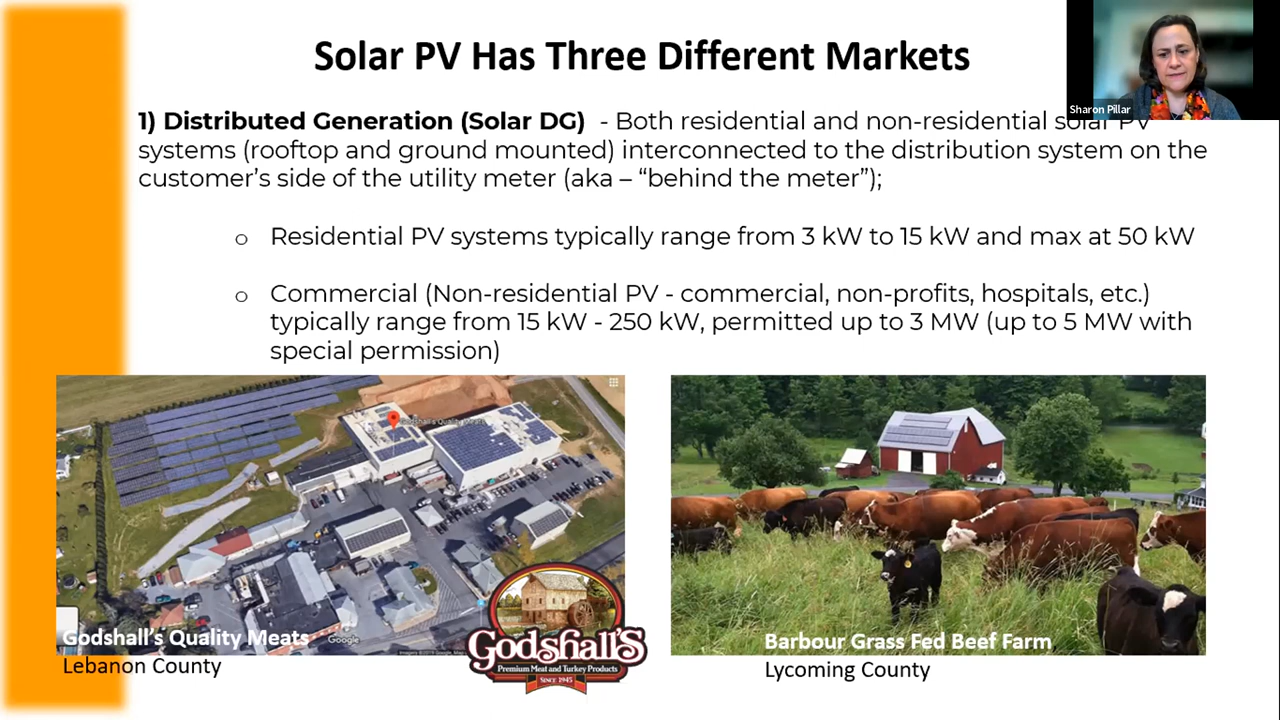 Solar PV Has Three Different Markets
Sharon Pillar
1) Distributed Generation (Solar DG) - Both residential and non-residential solar PV
systems (rooftop and ground mounted) interconnected to the distribution system on the
customer’s side of the utility meter (aka – “behind the meter”);
o Residential PV systems typically range from 3 kW to 15 kW and max at 50 kW
o Commercial (Non-residential PV - commercial, non-profits, hospitals, etc.)
typically range from 15 kW - 250 kW, permitted up to 3 MW (up to 5 MW with
special permission)
Godshall's Quality Meats
Godshall’s Quality Meats
Google
Lebanon County
GODSHALL'S
Premium Meat and Turkey Products
SINCE 1945
Barbour Grass Fed Beef Farm
Lycoming County